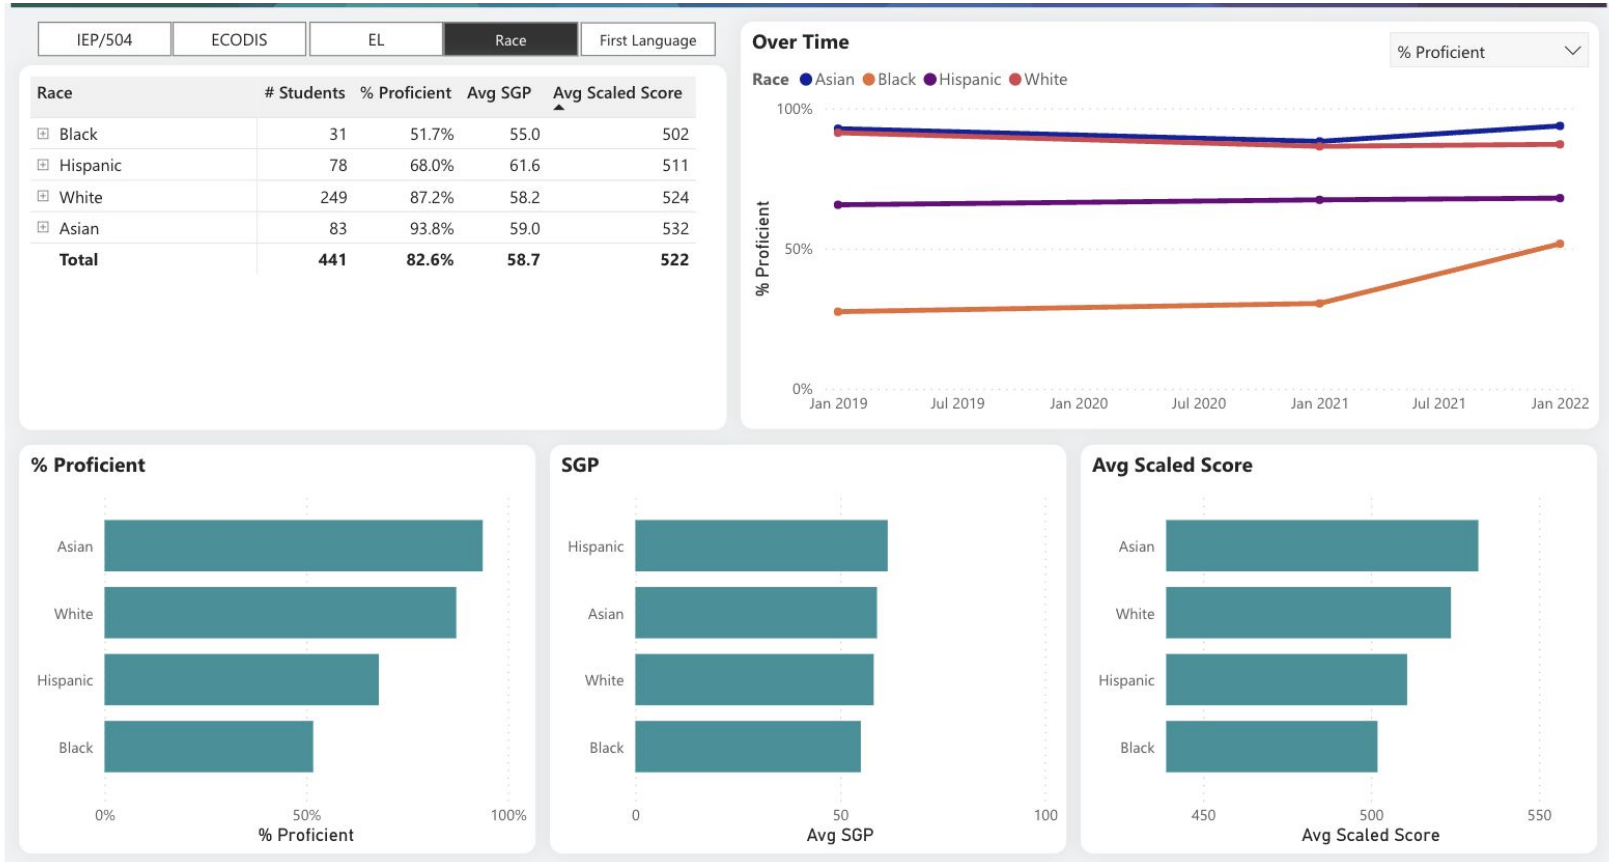 IEP/504 ECODIS EL Race First Language
Race # Students % Proficient Avg SGP Avg Scaled Score
Black 31 51.7% 55.0 502
Hispanic 78 68.0% 61.6 511
White 249 87.2% 58.2 524
Asian 83 93.8% 59.0 532
Total 441 82.6% 58.7 522
Over Time
% Proficient
Race Asian Black Hispanic White
100%
50%
0%
% Proficient
Jan 2019 Jul 2019 Jan 2020 Jul 2020 Jan 2021 Jul 2021 Jan 2022
% Proficient
Asian
White
Hispanic
Black
0% 50% 100%
% Proficient
SGP
Hispanic
Asian
White
Black
0 50 100
Avg SGP
Avg Scaled Score
Asian
White
Hispanic
Black
450 500 550
Avg Scaled Score